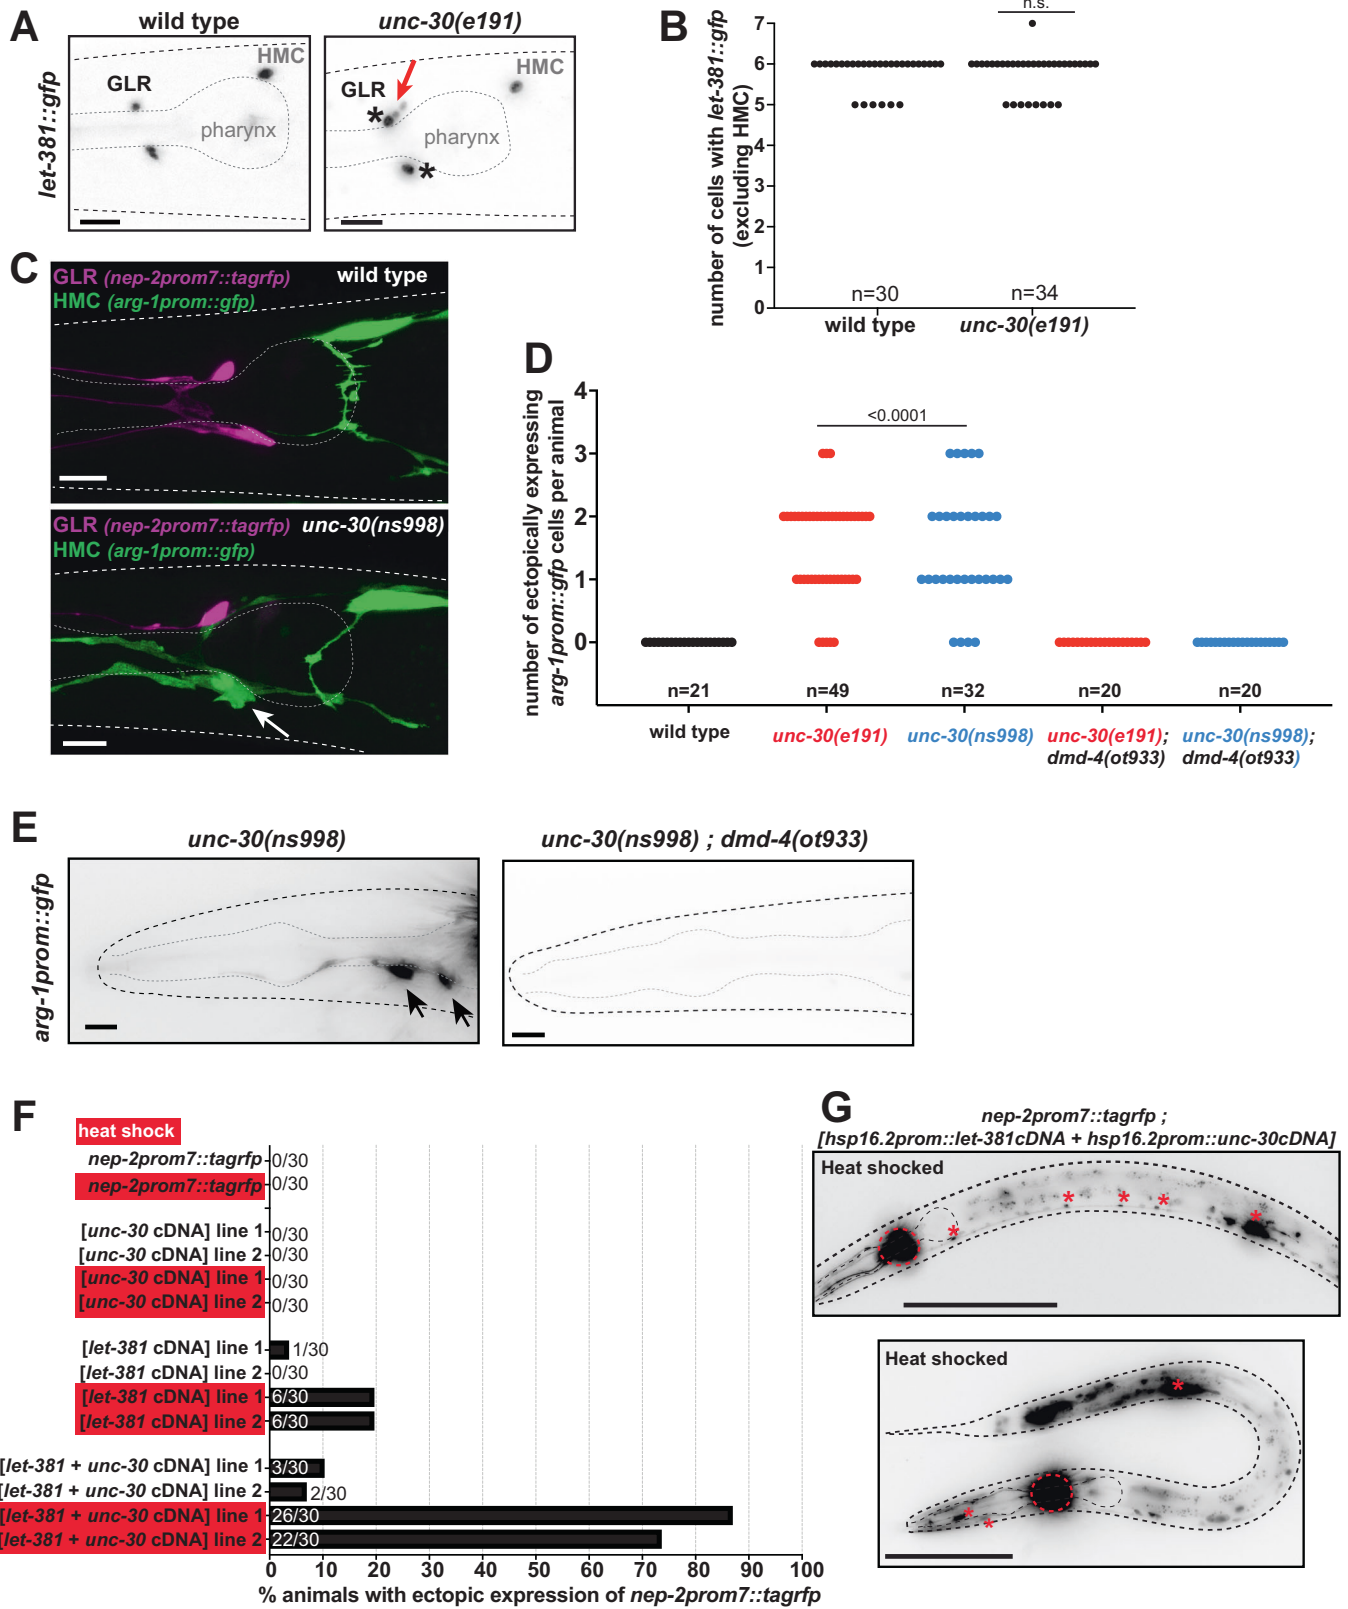 A
wild type
unc-30(e191)
let-381::gfp
GLR
HMC
pharynx
GLR
HMC
*
*
pharynx
B
n.s.
number of cells with let-381::gfp
(excluding HMC)
7
6
5
4
3
2
1
0
n=30
n=34
wild type
unc-30(e191)
C
GLR (nep-2prom7::tagrfp) wild type
HMC (arg-1prom::gfp)
GLR (nep-2prom7::tagrfp) unc-30(ns998)
HMC (arg-1prom::gfp)
D
number of ectopically expressing
arg-1prom::gfp cells per animal
4
3
2
1
0
<0.0001
n=21
n=49
n=32
n=20
n=20
wild type
unc-30(e191)
unc-30(ns998)
unc-30(e191);
dmd-4(ot933)
unc-30(ns998);
dmd-4(ot933)
E
unc-30(ns998)
unc-30(ns998) ; dmd-4(ot933)
arg-1prom::gfp
F
heat shock
nep-2prom7::tagrfp 0/30
nep-2prom7::tagrfp 0/30
[unc-30 cDNA] line 1 0/30
[unc-30 cDNA] line 2 0/30
[unc-30 cDNA] line 1 0/30
[unc-30 cDNA] line 2 0/30
[let-381 cDNA] line 1 1/30
[let-381 cDNA] line 2 0/30
[let-381 cDNA] line 1 6/30
[let-381 cDNA] line 2 6/30
[let-381 + unc-30 cDNA] line 1 3/30
[let-381 + unc-30 cDNA] line 2 2/30
[let-381 + unc-30 cDNA] line 1 26/30
[let-381 + unc-30 cDNA] line 2 22/30
0 10 20 30 40 50 60 70 80 90 100
% animals with ectopic expression of nep-2prom7::tagrfp
G
nep-2prom7::tagrfp ;
[hsp16.2prom::let-381cDNA + hsp16.2prom::unc-30cDNA]
Heat shocked
* * * * *
Heat shocked
* * *